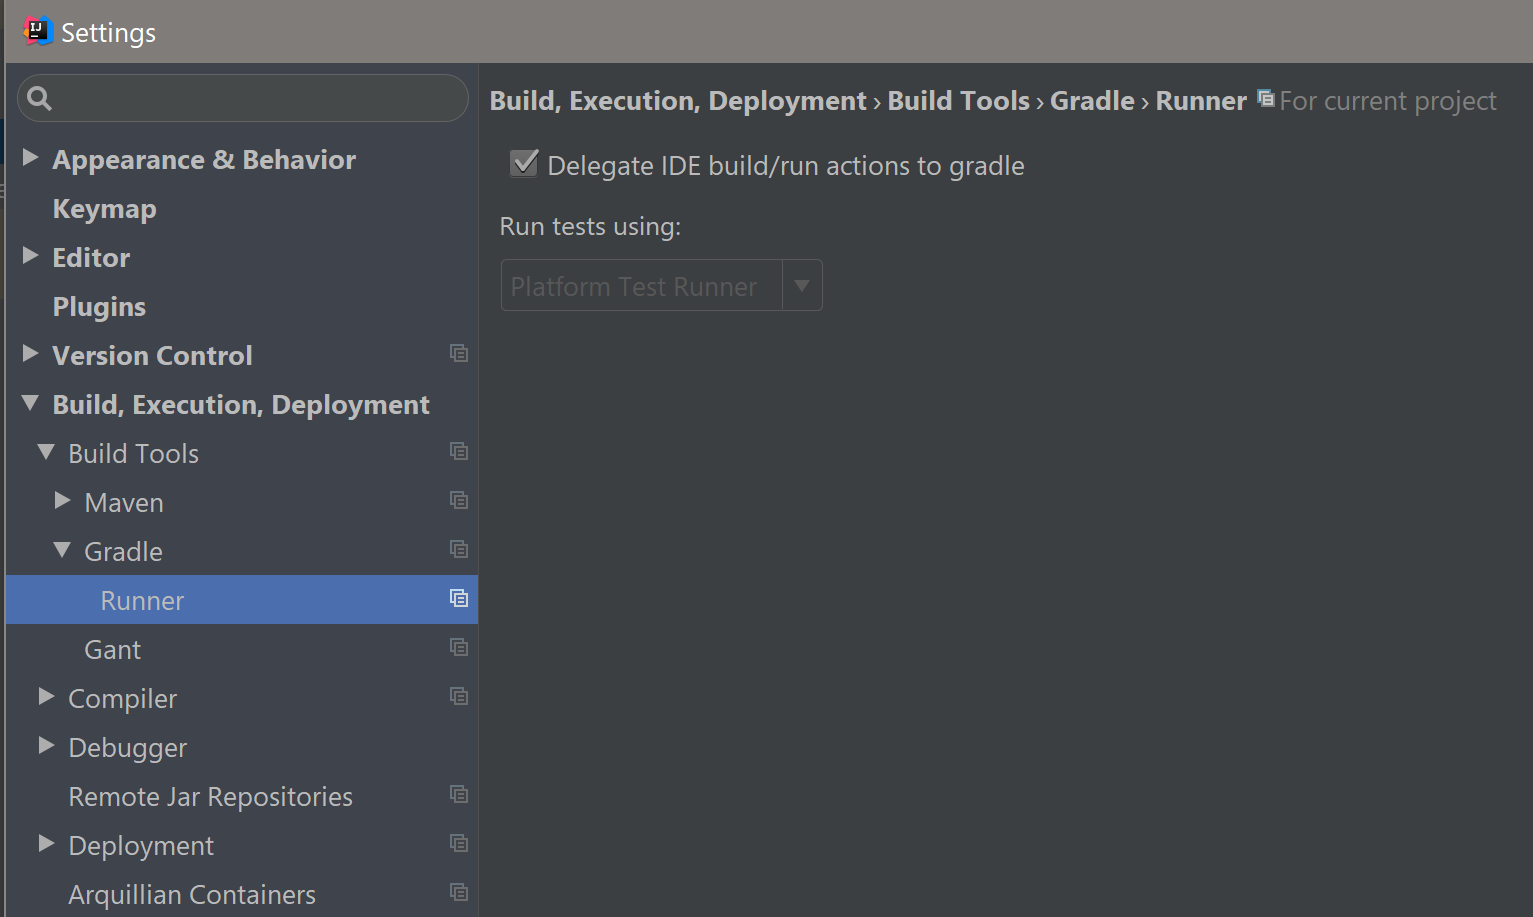 IJ
Settings
Appearance & Behavior
Keymap
Editor
Plugins
Version Control
Build, Execution, Deployment
Build Tools
Maven
Gradle
Runner
Gant
Compiler
Debugger
Remote Jar Repositories
Deployment
Arquillian Containers
Build, Execution, Deployment › Build Tools › Gradle › Runner For current project
Delegate IDE build/run actions to gradle
Run tests using:
Platform Test Runner